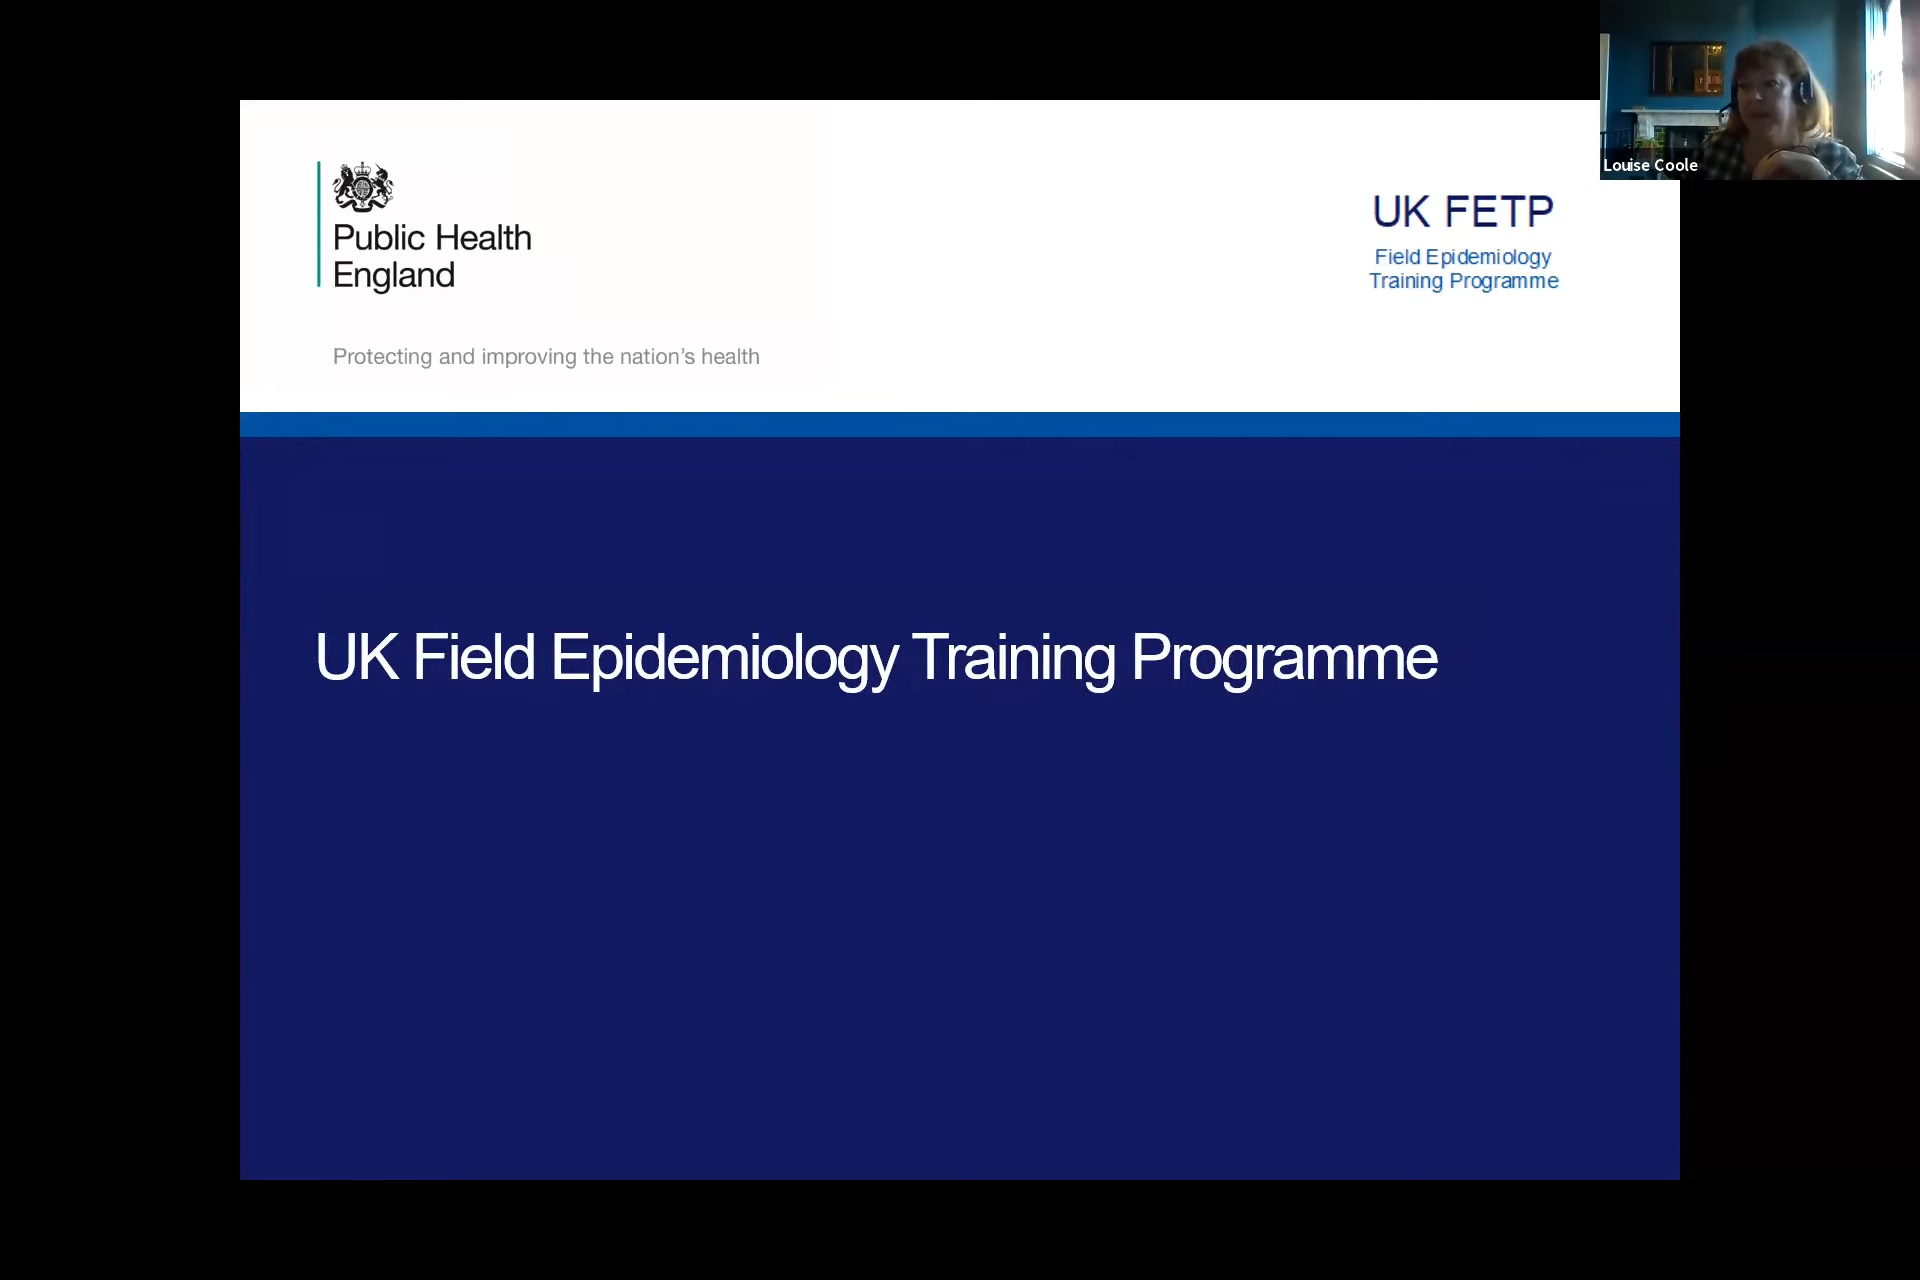 Public Health
England
Protecting and improving the nation's health
UK FETP
Field Epidemiology
Training Programme
Louise Coole
UK Field Epidemiology Training Programme